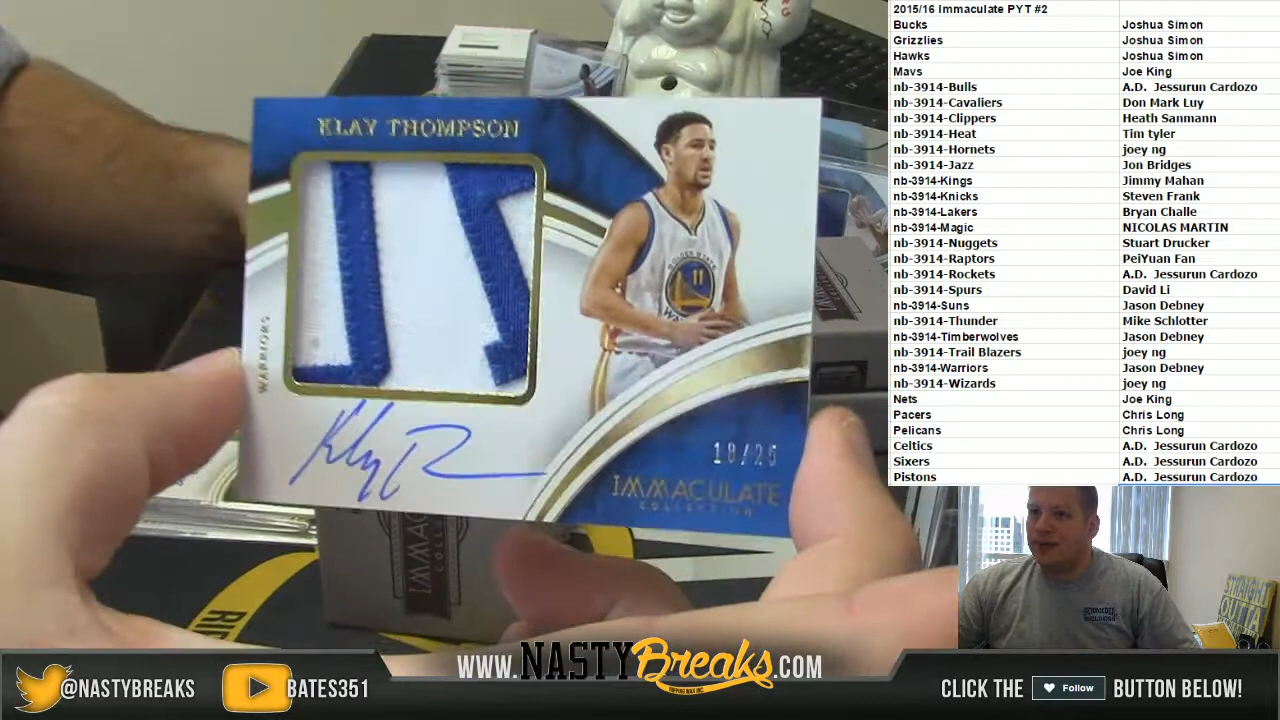 KLAY THOMPSON
WARRIORS
11
18/25
IMMACULATE
COLLECTION
2015/16 Immaculate PYT #2
Bucks Joshua Simon
Grizzlies Joshua Simon
Hawks Joshua Simon
Mavs Joe King
nb-3914-Bulls A.D. Jessurun Cardozo
nb-3914-Cavaliers Don Mark Luy
nb-3914-Clippers Heath Sanmann
nb-3914-Heat Tim tyler
nb-3914-Hornets joey ng
nb-3914-Jazz Jon Bridges
nb-3914-Kings Jimmy Mahan
nb-3914-Knicks Steven Frank
nb-3914-Lakers Bryan Challe
nb-3914-Magic NICOLAS MARTIN
nb-3914-Nuggets Stuart Drucker
nb-3914-Raptors PeiYuan Fan
nb-3914-Rockets A.D. Jessurun Cardozo
nb-3914-Spurs David Li
nb-3914-Suns Jason Debney
nb-3914-Thunder Mike Schlotter
nb-3914-Timberwolves Jason Debney
nb-3914-Trail Blazers joey ng
nb-3914-Warriors Jason Debney
nb-3914-Wizards joey ng
Nets Joe King
Pacers Chris Long
Pelicans Chris Long
Celtics A.D. Jessurun Cardozo
Sixers A.D. Jessurun Cardozo
Pistons A.D. Jessurun Cardozo
STRAIGHT
@NASTYBREAKS
BATES351
WWW.NASTYBreaks.COM
RIPPING WAX INC.
CLICK THE Follow BUTTON BELOW!